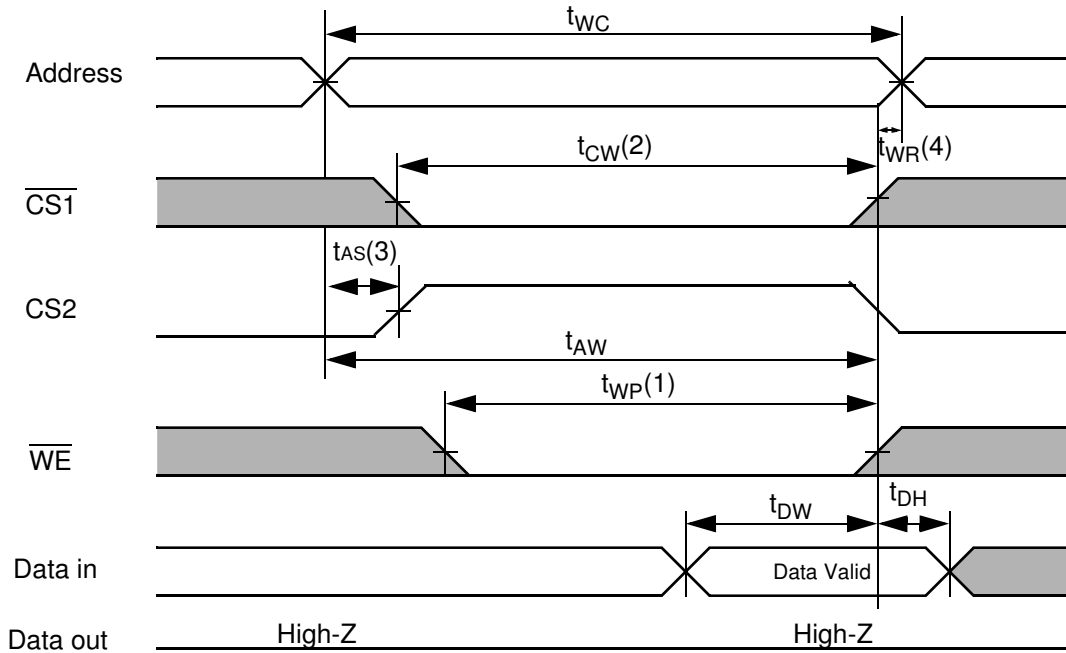 tWC
Address
tCW(2)
tWR(4)
CS1
tAS(3)
CS2
tAW
tWP(1)
WE
tDW
tDH
Data in
Data Valid
Data out
High-Z
High-Z